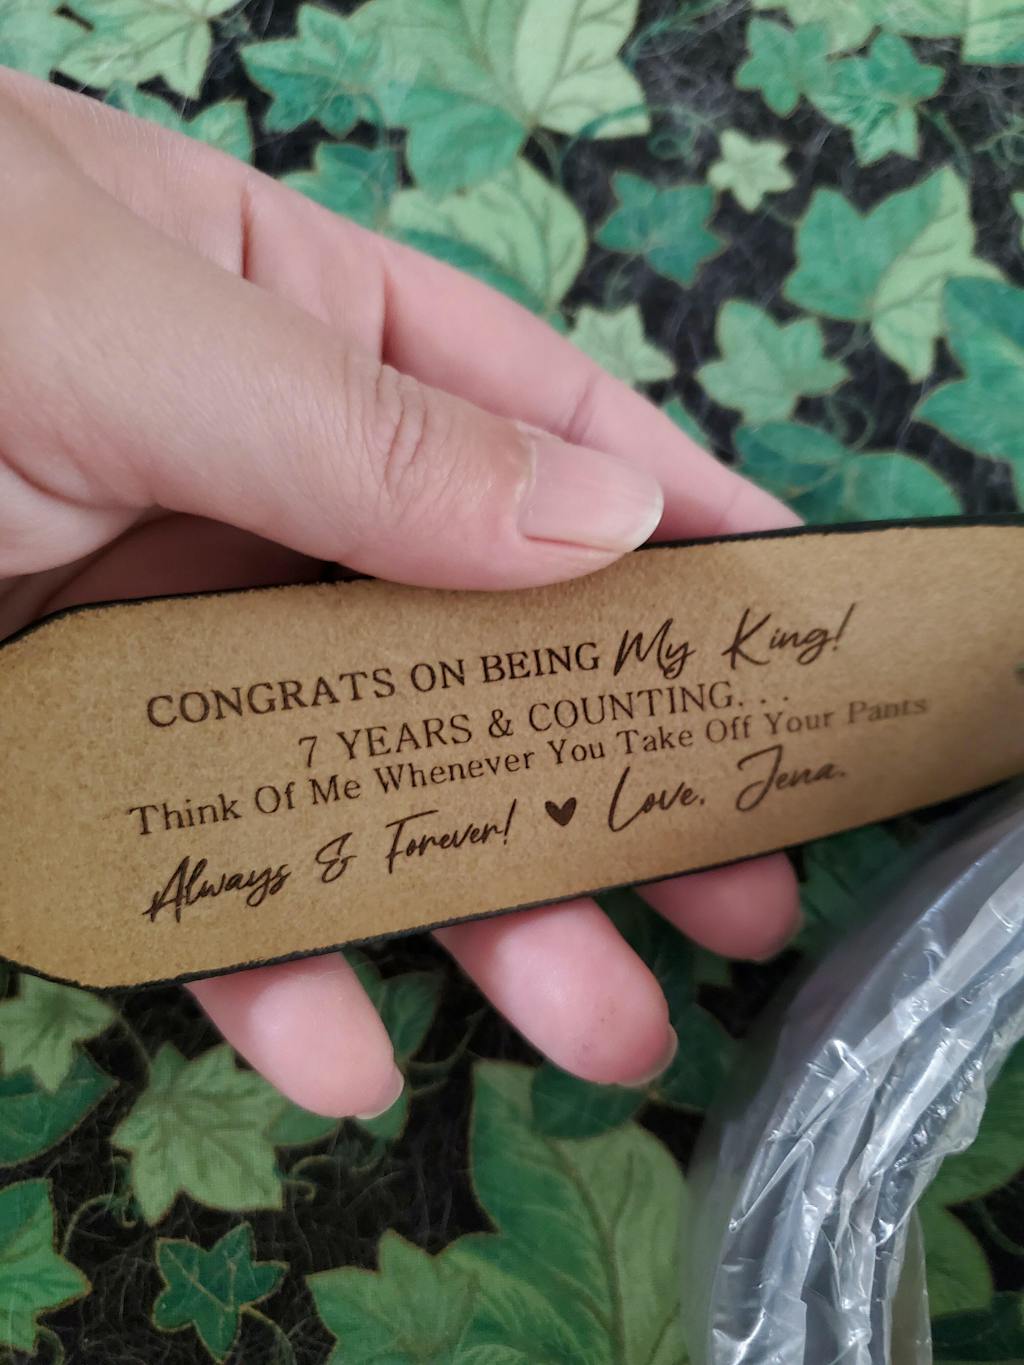 CONGRATS ON BEING My King!
7 YEARS & COUNTING. . .
Think Of Me Whenever You Take Off Your Pants
Always & Forever! ♥ Love, Jena.